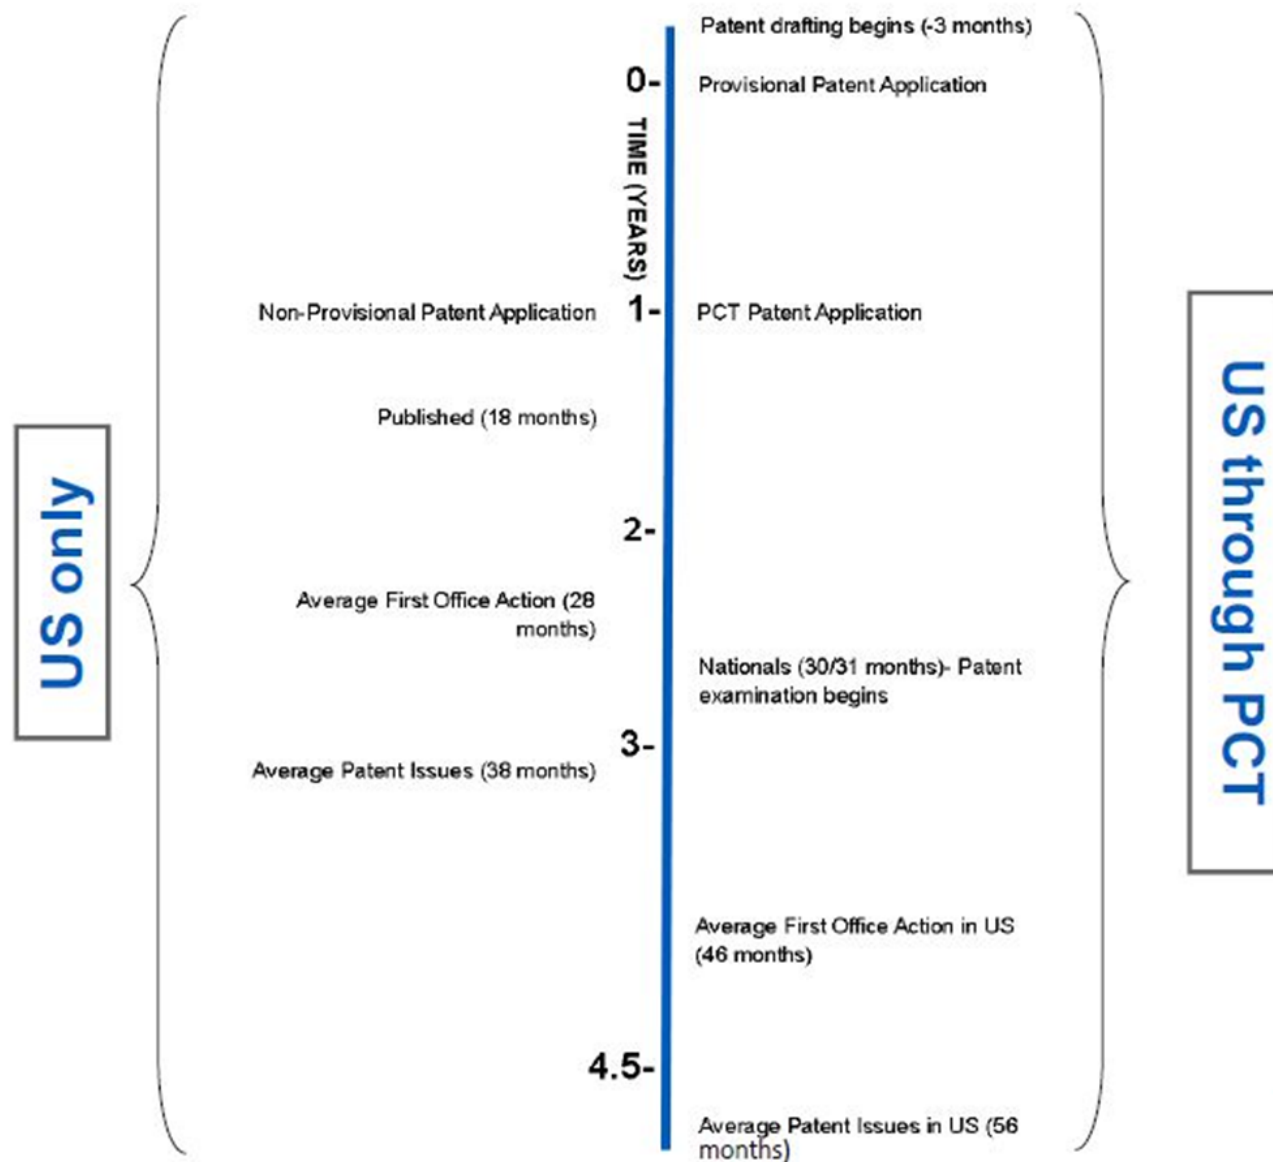 Patent drafting begins (-3 months)
0-
Provisional Patent Application
TIME (YEARS)
Non-Provisional Patent Application
1-
PCT Patent Application
Published (18 months)
2-
US only
Average First Office Action (28
months)
US through PCT
Nationals (30/31 months)- Patent
examination begins
3-
Average Patent Issues (38 months)
Average First Office Action in US
(46 months)
4.5-
Average Patent Issues in US (56
months)